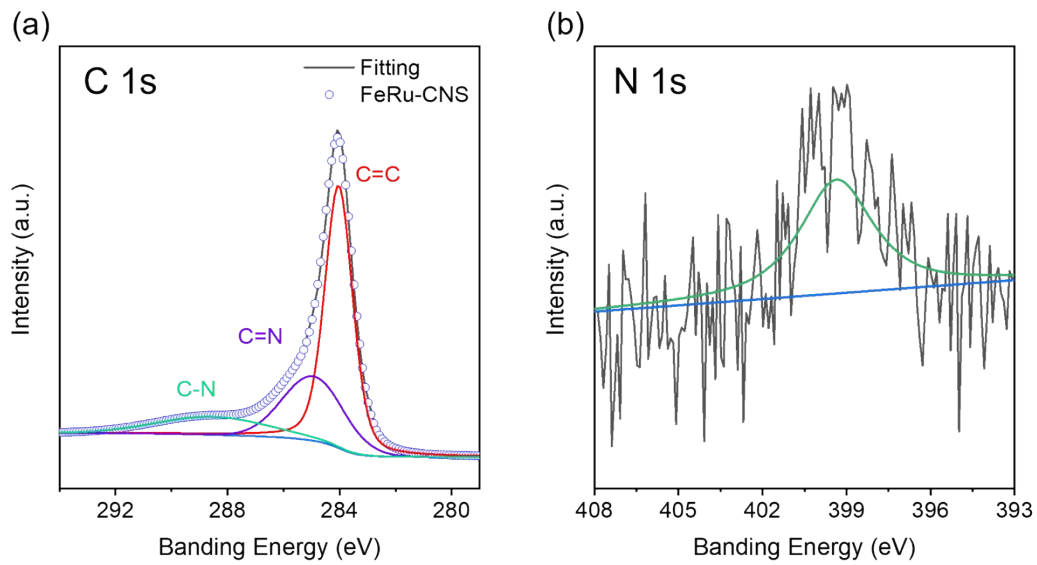 (a)
C 1s
Fitting
FeRu-CNS
C=C
C=N
C-N
Intensity (a.u.)
292 288 284 280
Banding Energy (eV)
(b)
N 1s
Intensity (a.u.)
408 405 402 399 396 393
Banding Energy (eV)